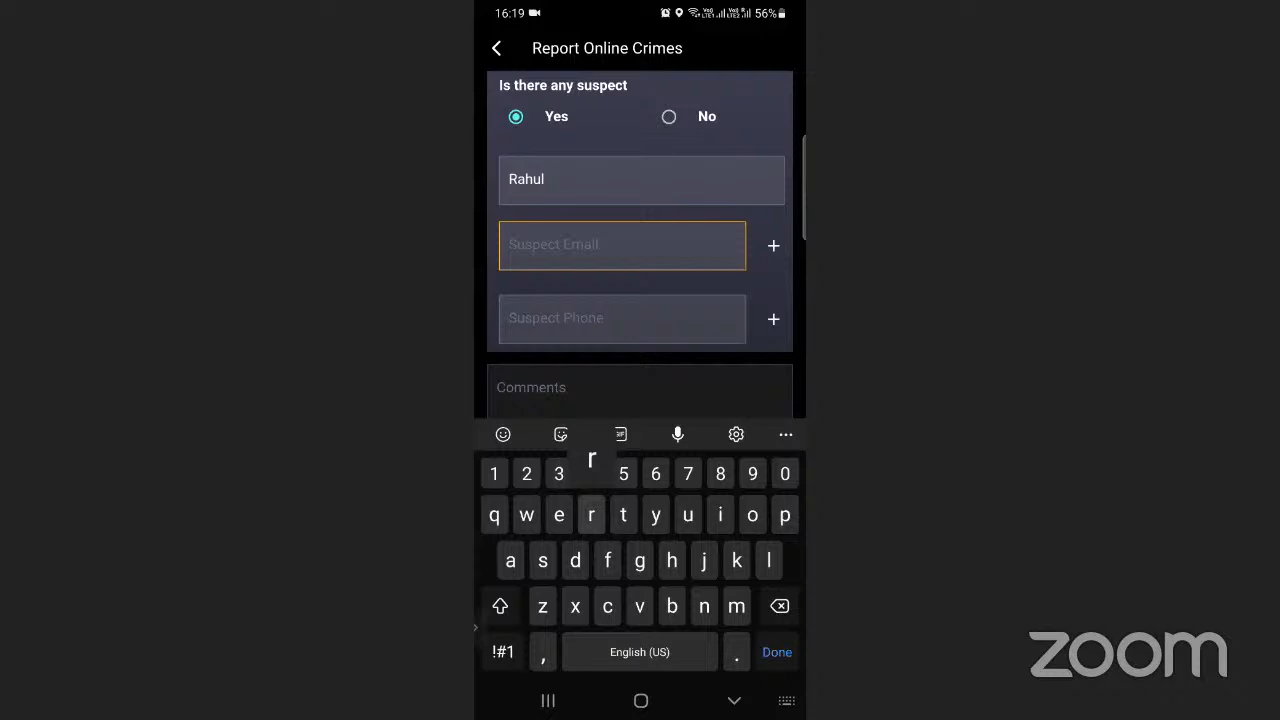 16:19 56%
Report Online Crimes
Is there any suspect
Yes No
Rahul
Suspect Email +
Suspect Phone +
Comments
GIF
r
1 2 3 5 6 7 8 9 0
q w e r t y u i o p
a s d f g h j k l
z x c v b n m
!#1 , English (US) . Done
zoom